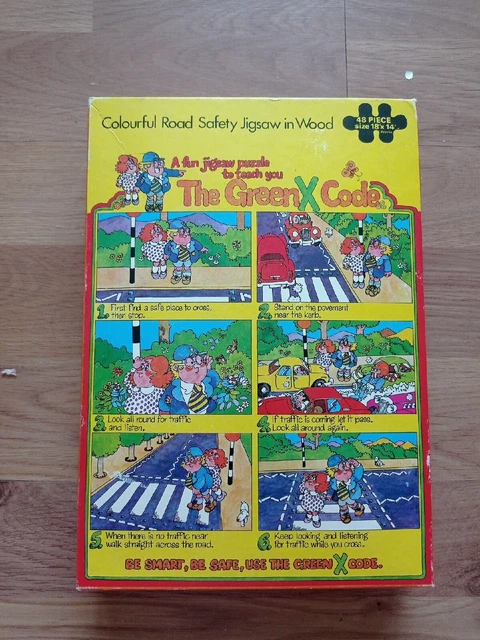 Colourful Road Safety Jigsaw in Wood
48 PIECE
size 18"x 14"
A fun jigsaw puzzle
to teach you
The Green X Code
1. First find a safe place to cross,
then stop.
2. Stand on the pavement
near the kerb.
3. Look all round for traffic
and listen.
4. If traffic is coming let it pass.
Look all around again.
5. When there is no traffic near
walk straight across the road.
6. Keep looking and listening
for traffic while you cross.
BE SMART, BE SAFE, USE THE GREEN X CODE.